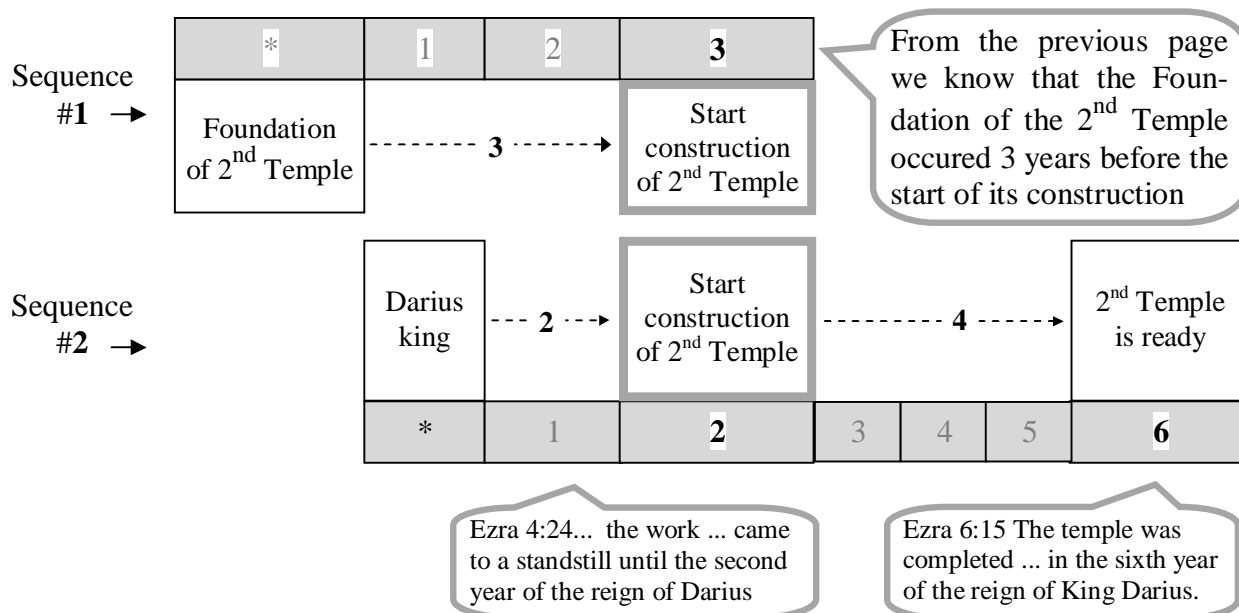 * 1 2 3
Sequence
#1 →
Foundation
of 2nd Temple
3
Start
construction
of 2nd Temple
From the previous page
we know that the Foun-
dation of the 2nd Temple
occured 3 years before the
start of its construction
Sequence
#2 →
Darius
king
2
Start
construction
of 2nd Temple
4
2nd Temple
is ready
* 1 2 3 4 5 6
Ezra 4:24... the work ... came
to a standstill until the second
year of the reign of Darius
Ezra 6:15 The temple was
completed ... in the sixth year
of the reign of King Darius.